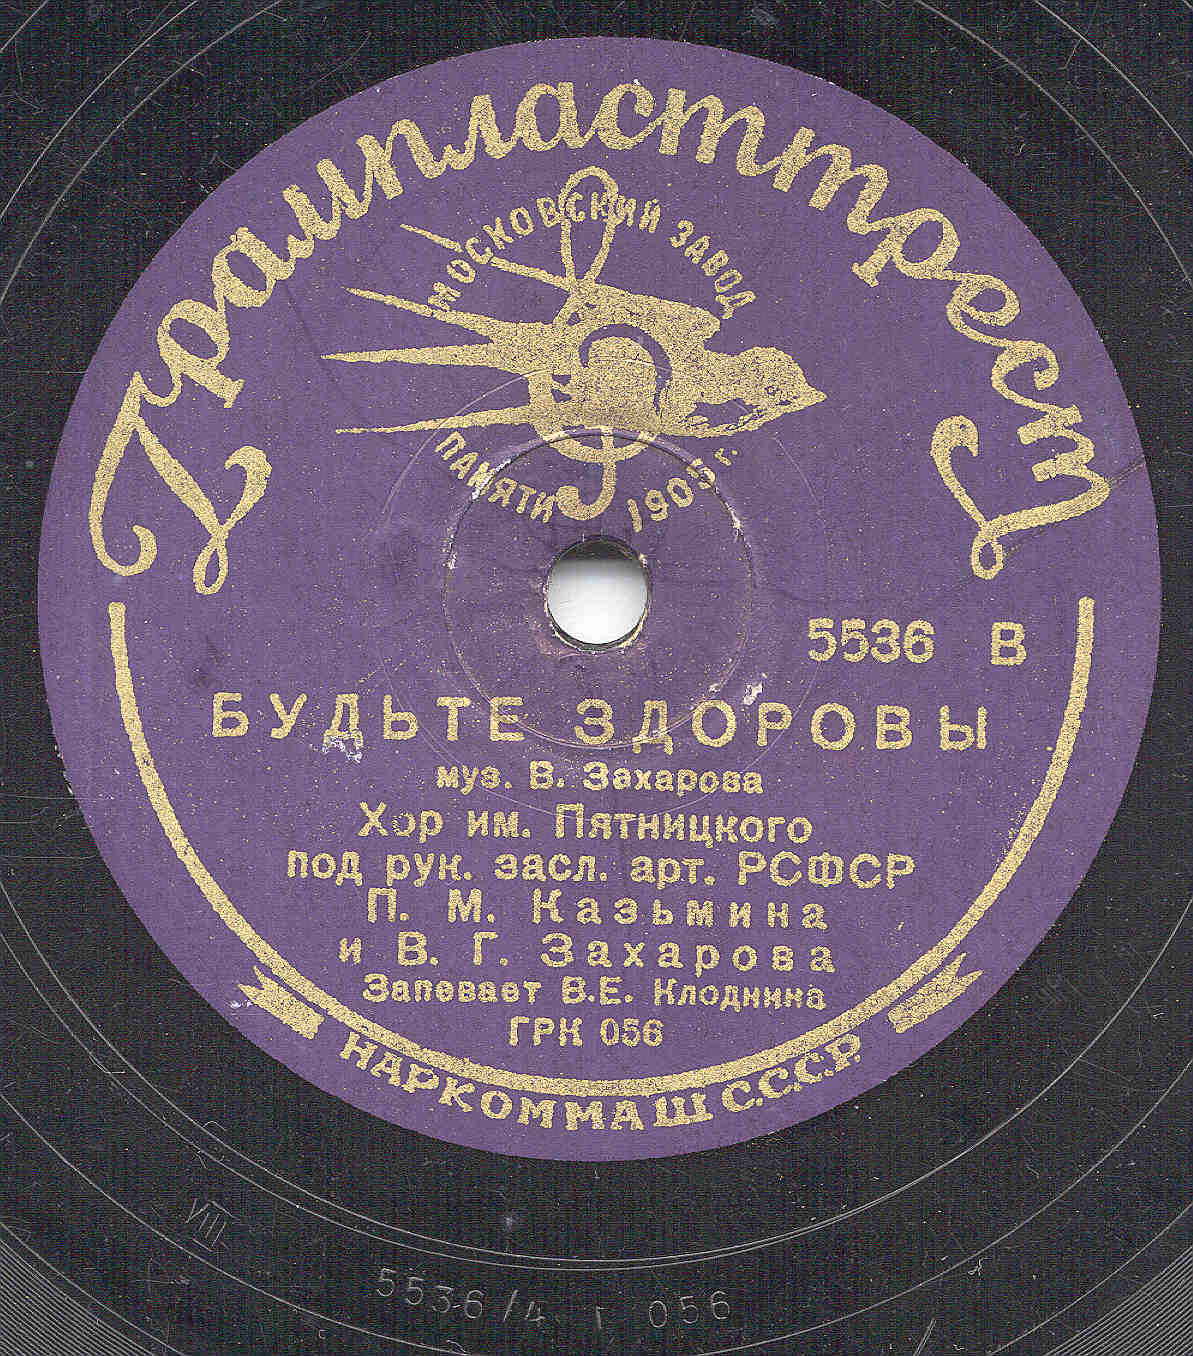 Грампласттрест
МОСКОВСКИЙ ЗАВОД
ПАМЯТИ 1905 г.
5536 В
БУДЬТЕ ЗДОРОВЫ
муз. В. Захарова
Хор им. Пятницкого
под рук. засл. арт. РСФСР
П. М. Казьмина
и В. Г. Захарова
Запевает В.Е. Клоднина
ГРК 056
НАРКОММАШ С.С.С.Р.
VIII
5536/4 Г 056